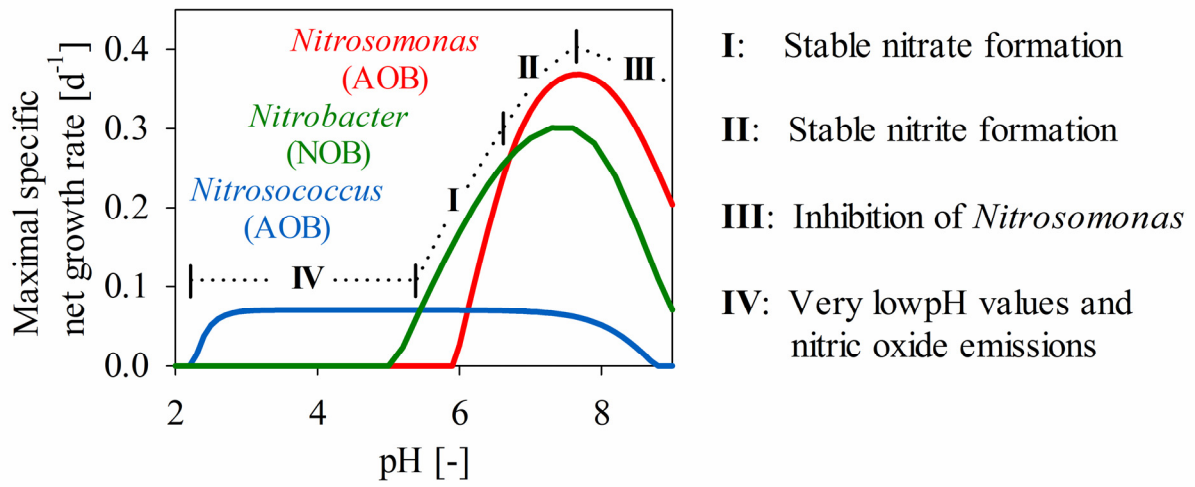 Maximal specific
net growth rate [d-1]
0.4
0.3
0.2
0.1
0.0
2
4
6
8
pH [-]
Nitrosomonas
(AOB)
Nitrobacter
(NOB)
Nitrosococcus
(AOB)
IV
I
II
III
I: Stable nitrate formation
II: Stable nitrite formation
III: Inhibition of Nitrosomonas
IV: Very lowpH values and
nitric oxide emissions